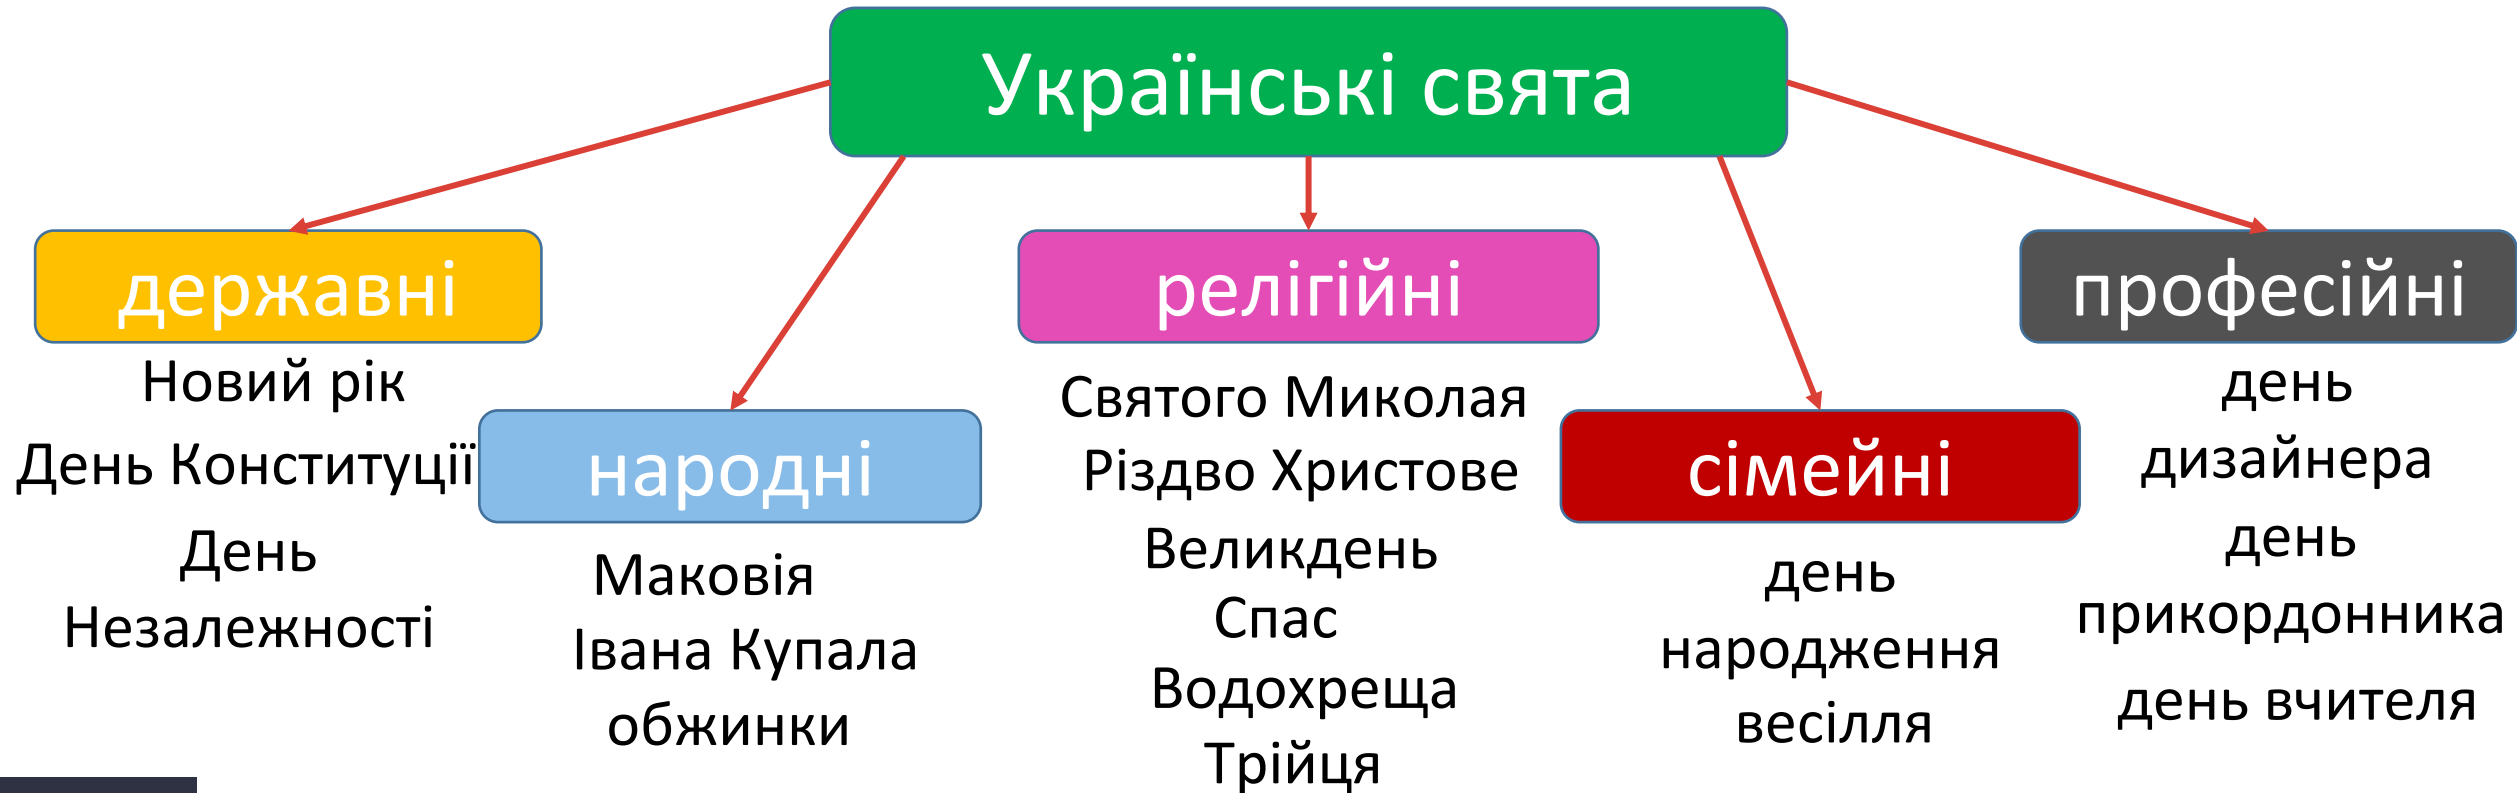 Українські свята
державні
Новий рік
День Конституції
День
Незалежності
народні
Маковія
Івана Купала
обжинки
релігійні
Святого Миколая
Різдво Христове
Великдень
Спас
Водохреща
Трійця
сімейні
день
народження
весілля
професійні
день
дизайнера
день
прикордонника
день вчителя